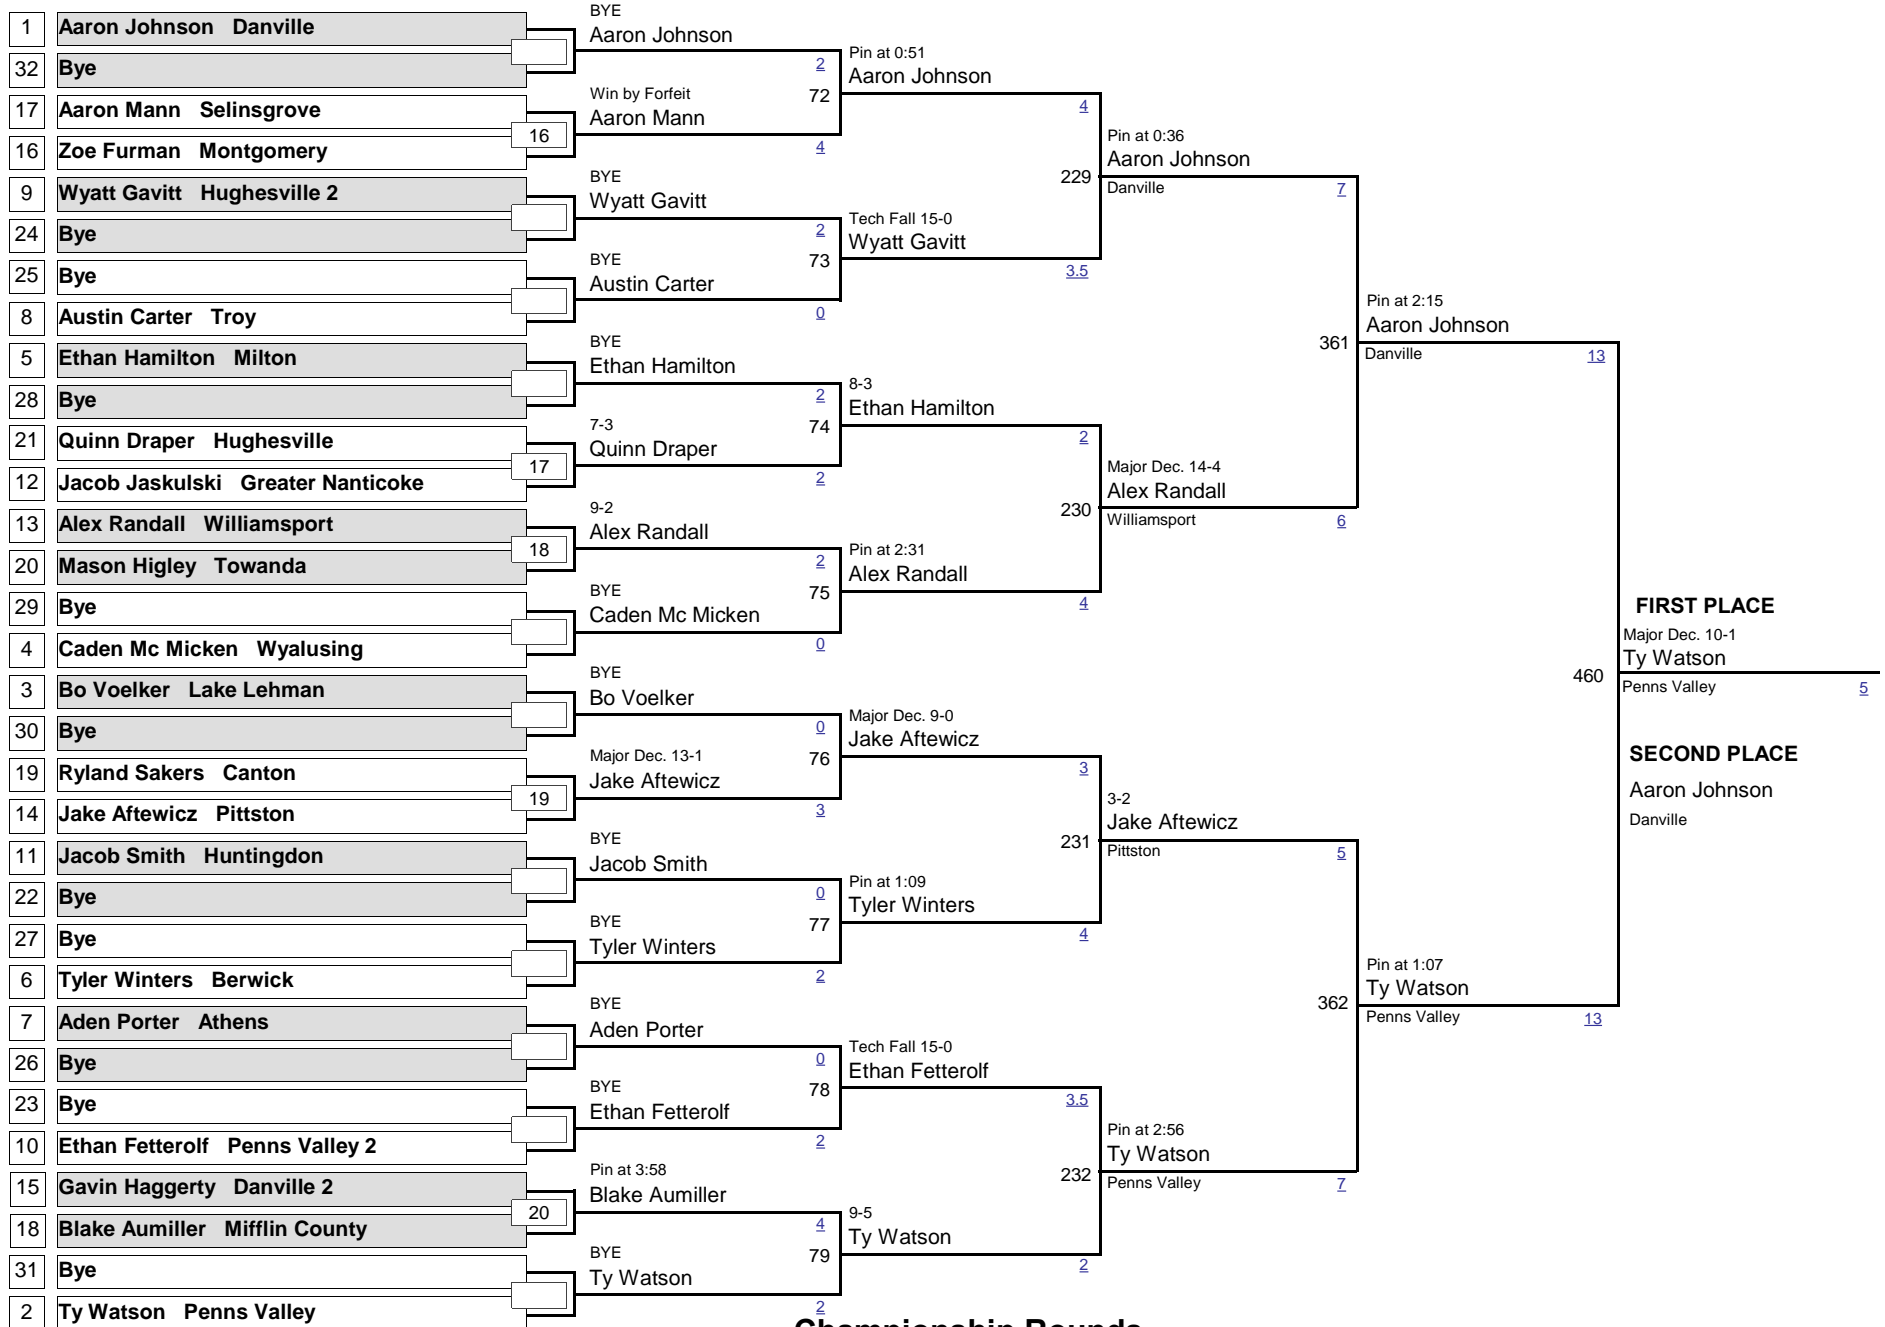 1 Aaron Johnson Danville
32 Bye
17 Aaron Mann Selinsgrove
16 Zoe Furman Montgomery
9 Wyatt Gavitt Hughesville 2
24 Bye
25 Bye
8 Austin Carter Troy
5 Ethan Hamilton Milton
28 Bye
21 Quinn Draper Hughesville
12 Jacob Jaskulski Greater Nanticoke
13 Alex Randall Williamsport
20 Mason Higley Towanda
29 Bye
4 Caden Mc Micken Wyalusing
3 Bo Voelker Lake Lehman
30 Bye
19 Ryland Sakers Canton
14 Jake Aftewicz Pittston
11 Jacob Smith Huntingdon
22 Bye
27 Bye
6 Tyler Winters Berwick
7 Aden Porter Athens
26 Bye
23 Bye
10 Ethan Fetterolf Penns Valley 2
15 Gavin Haggerty Danville 2
18 Blake Aumiller Mifflin County
31 Bye
2 Ty Watson Penns Valley
16
17
18
19
20
BYE
Aaron Johnson
2
72
Win by Forfeit
Aaron Mann
4
BYE
Wyatt Gavitt
2
73
BYE
Austin Carter
0
BYE
Ethan Hamilton
2
74
7-3
Quinn Draper
2
9-2
Alex Randall
2
75
BYE
Caden Mc Micken
0
BYE
Bo Voelker
0
76
Major Dec. 13-1
Jake Aftewicz
3
BYE
Jacob Smith
0
77
BYE
Tyler Winters
2
BYE
Aden Porter
0
78
BYE
Ethan Fetterolf
2
Pin at 3:58
Blake Aumiller
4
79
BYE
Ty Watson
2
Pin at 0:51
Aaron Johnson
4
229
Tech Fall 15-0
Wyatt Gavitt
3.5
8-3
Ethan Hamilton
2
230
Pin at 2:31
Alex Randall
4
Major Dec. 9-0
Jake Aftewicz
3
231
Pin at 1:09
Tyler Winters
4
Tech Fall 15-0
Ethan Fetterolf
3.5
232
9-5
Ty Watson
2
Pin at 0:36
Aaron Johnson
Danville
7
361
Major Dec. 14-4
Alex Randall
Williamsport
6
3-2
Jake Aftewicz
Pittston
5
362
Pin at 2:56
Ty Watson
Penns Valley
7
Pin at 2:15
Aaron Johnson
Danville
13
460
Pin at 1:07
Ty Watson
Penns Valley
13
FIRST PLACE
Major Dec. 10-1
Ty Watson
Penns Valley
5
SECOND PLACE
Aaron Johnson
Danville
Championship Rounds